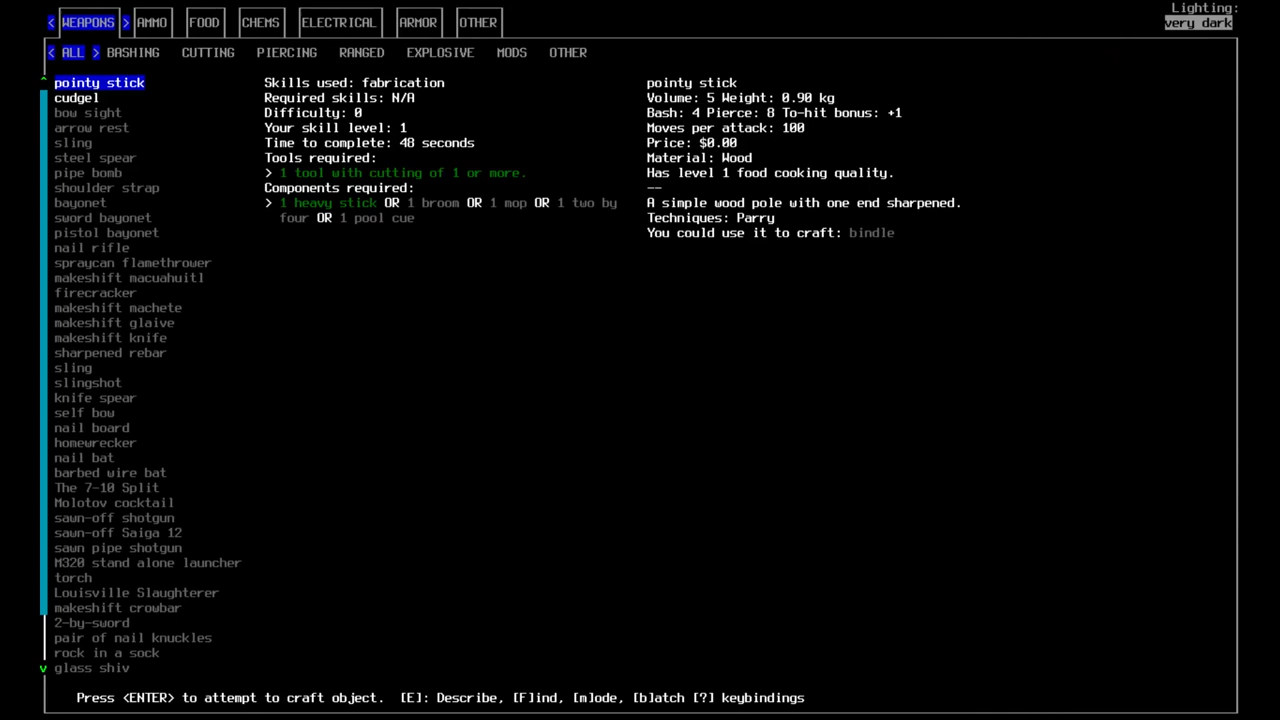 Lighting:
< WEAPONS > AMMO FOOD CHEMS ELECTRICAL ARMOR OTHER very dark
< ALL > BASHING CUTTING PIERCING RANGED EXPLOSIVE MODS OTHER
^
pointy stick
cudgel
bow sight
arrow rest
sling
steel spear
pipe bomb
shoulder strap
bayonet
sword bayonet
pistol bayonet
nail rifle
spraycan flamethrower
makeshift macuahuitl
firecracker
makeshift machete
makeshift glaive
makeshift knife
sharpened rebar
sling
slingshot
knife spear
self bow
nail board
homewrecker
nail bat
barbed wire bat
The 7-10 Split
Molotov cocktail
sawn-off shotgun
sawn-off Saiga 12
sawn pipe shotgun
M320 stand alone launcher
torch
Louisville Slaughterer
makeshift crowbar
2-by-sword
pair of nail knuckles
rock in a sock
v glass shiv
Skills used: fabrication
Required skills: N/A
Difficulty: 0
Your skill level: 1
Time to complete: 48 seconds
Tools required:
> 1 tool with cutting of 1 or more.
Components required:
> 1 heavy stick OR 1 broom OR 1 mop OR 1 two by
four OR 1 pool cue
pointy stick
Volume: 5 Weight: 0.90 kg
Bash: 4 Pierce: 8 To-hit bonus: +1
Moves per attack: 100
Price: $0.00
Material: Wood
Has level 1 food cooking quality.
--
A simple wood pole with one end sharpened.
Techniques: Parry
You could use it to craft: bindle
Press <ENTER> to attempt to craft object. [E]: Describe, [F]ind, [m]ode, [b]atch [?] keybindings